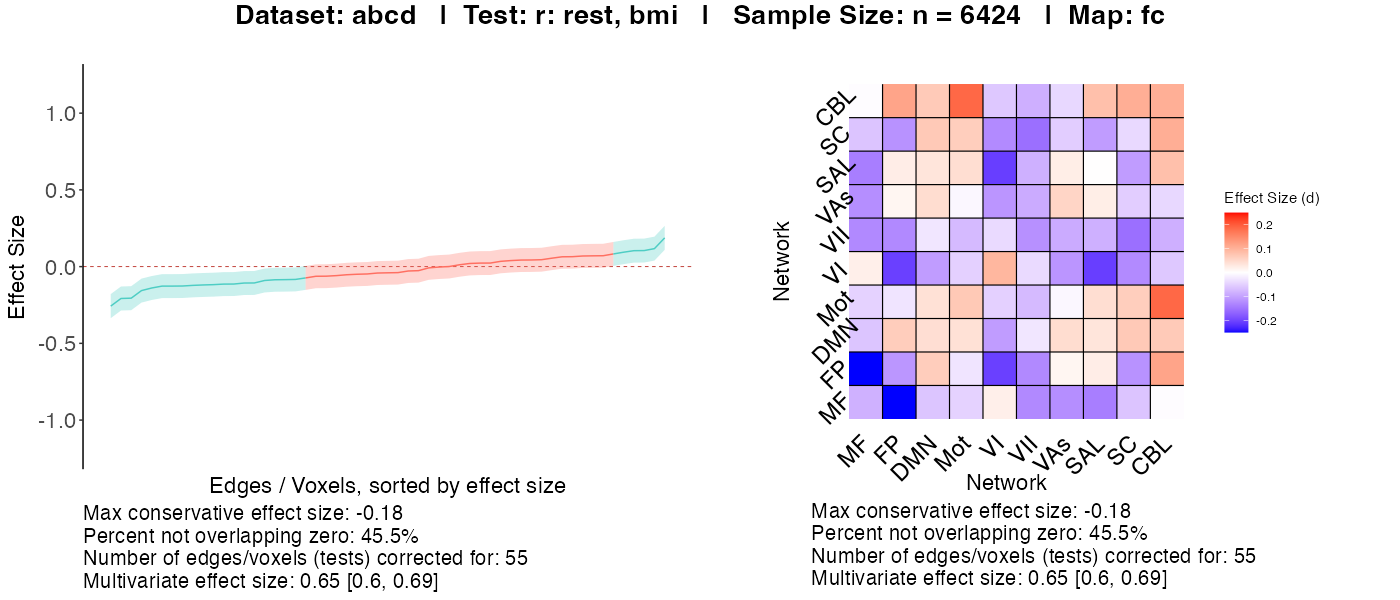 Dataset: abcd | Test: r: rest, bmi | Sample Size: n = 6424 | Map: fc
Effect Size
1.0
0.5
0.0
-0.5
-1.0
Edges / Voxels, sorted by effect size
Max conservative effect size: -0.18
Percent not overlapping zero: 45.5%
Number of edges/voxels (tests) corrected for: 55
Multivariate effect size: 0.65 [0.6, 0.69]
Network
CBL
SC
SAL
VAs
VII
VI
Mot
DMN
FP
MF
MF
FP
DMN
Mot
VI
VII
VAs
SAL
SC
CBL
Network
Effect Size (d)
0.2
0.1
0.0
-0.1
-0.2
Max conservative effect size: -0.18
Percent not overlapping zero: 45.5%
Number of edges/voxels (tests) corrected for: 55
Multivariate effect size: 0.65 [0.6, 0.69]